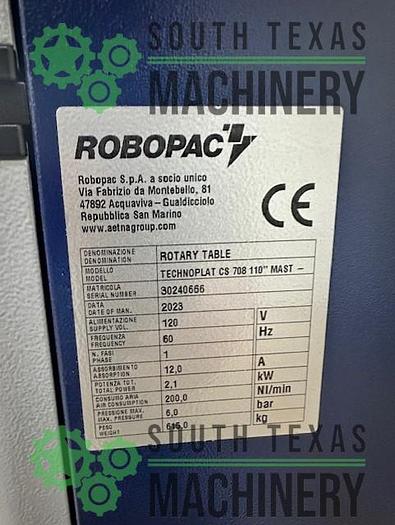 SOUTH TEXAS
MACHINERY
ROBOPAC
Robopac S.p.A. a socio unico
Via Fabrizio da Montebello, 81
47892 Acquaviva - Gualdicciolo
Repubblica San Marino
www.aetnagroup.com
CE
DENOMINAZIONE
DENOMINATION ROTARY TABLE
MODELLO
MODEL TECHNOPLAT CS 708 110" MAST -
MATRICOLA
SERIAL NUMBER 30240666
DATA
DATE OF MAN. 2023
ALIMENTAZIONE
SUPPLY VOL. 120 V
FREQUENZA
FREQUENCY 60 Hz
N. FASI
PHASE 1
ASSORBIMENTO
ABSORPTION 12,0 A
POTENZA TOT.
TOTAL POWER 2,1 kW
CONSUMO ARIA
AIR CONSUMPTION 200,0 Nl/min
PRESSIONE MAX.
MAX. PRESSURE 6,0 bar
PESO
WEIGHT 615,0 kg
SOUTH TEXAS
MACHINERY